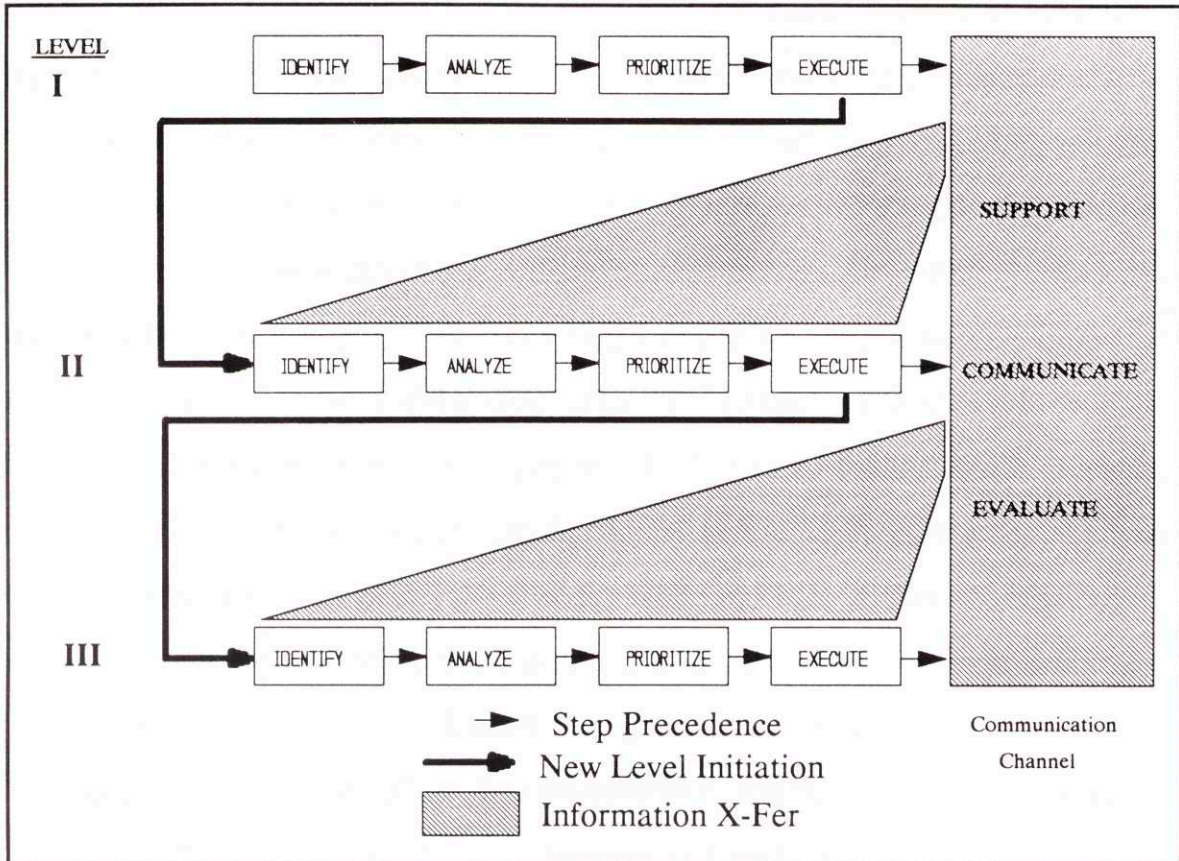 LEVEL
I
IDENTIFY
ANALYZE
PRIORITIZE
EXECUTE
SUPPORT
II
IDENTIFY
ANALYZE
PRIORITIZE
EXECUTE
COMMUNICATE
EVALUATE
III
IDENTIFY
ANALYZE
PRIORITIZE
EXECUTE
Step Precedence
New Level Initiation
Information X-Fer
Communication
Channel